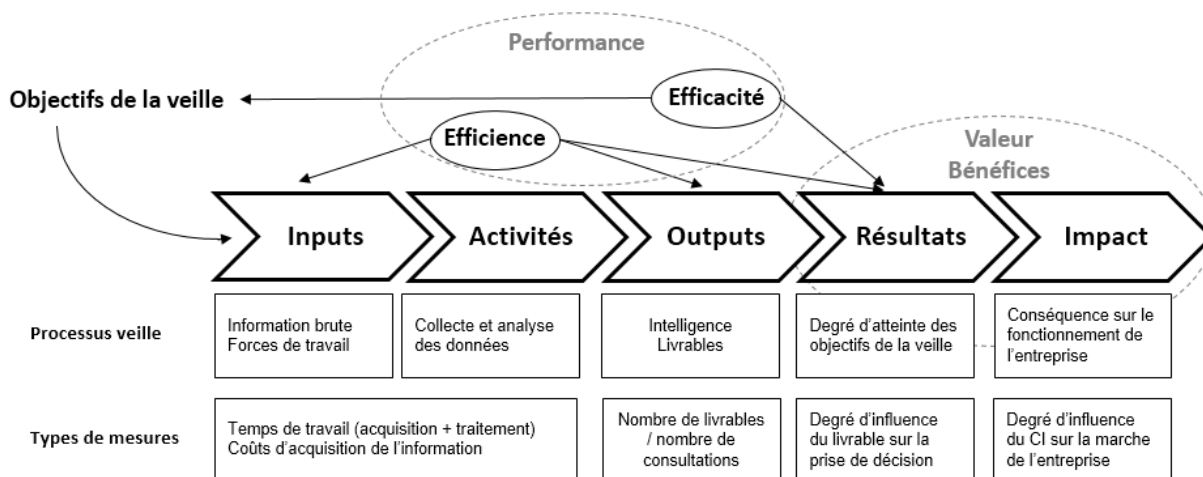 Performance
Objectifs de la veille
Efficacité
Efficience
Valeur
Bénéfices
Inputs
Activités
Outputs
Résultats
Impact
Processus veille
Information brute
Forces de travail
Collecte et analyse
des données
Intelligence
Livrables
Degré d’atteinte des
objectifs de la veille
Conséquence sur le
fonctionnement de
l’entreprise
Types de mesures
Temps de travail (acquisition + traitement)
Coûts d’acquisition de l’information
Nombre de livrables
/ nombre de
consultations
Degré d’influence
du livrable sur la
prise de décision
Degré d’influence
du CI sur la marche
de l’entreprise